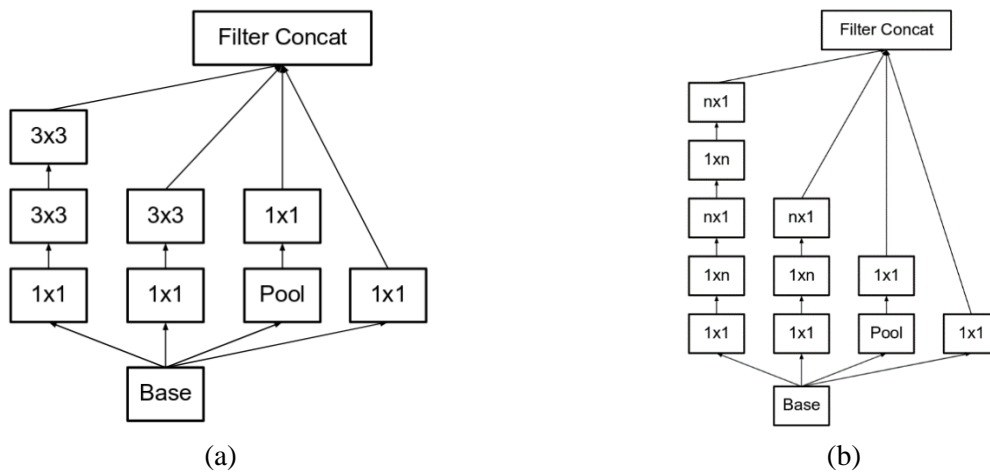 Filter Concat
3x3
3x3
3x3
1x1
1x1
1x1
Pool
1x1
Base
(a)
Filter Concat
nx1
1xn
nx1
nx1
1xn
1xn
1x1
1x1
1x1
Pool
1x1
Base
(b)